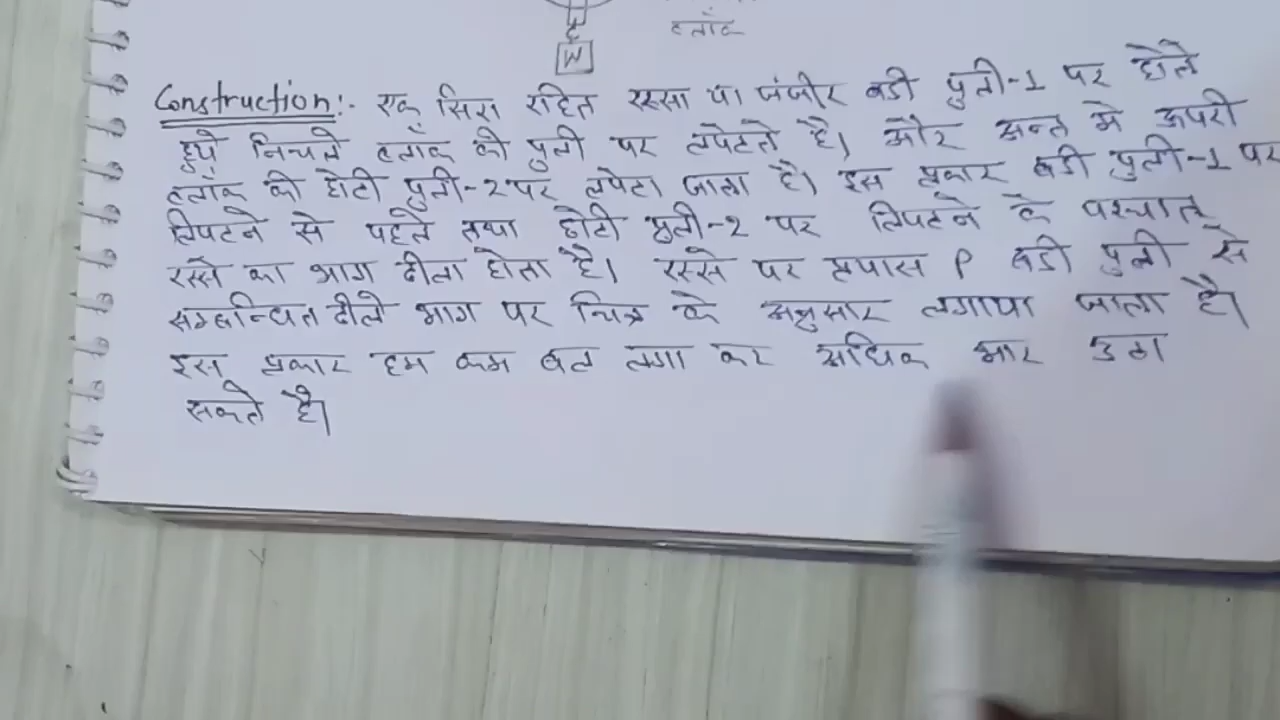 ब्लॉक
W
Construction:- एक सिरा रहित रस्सा या जंजीर बडी पुली-1 पर होते
हुये निचले ब्लॉक की पुली पर लपेटते है। और अन्त मे ऊपरी
ब्लॉक की छोटी पुली-2 पर लपेटा जाता है। इस प्रकार बडी पुली-1 पर
लिपटने से पहले तथा छोटी पुली-2 पर लिपटने के पश्चात्
रस्से का भाग ढीला होता है। रस्से पर प्रयास P बडी पुली से
सम्बन्धित ढीले भाग पर चित्र के अनुसार लगाया जाता है।
इस प्रकार हम कम बल लगा कर अधिक भार उठा
सकते है।